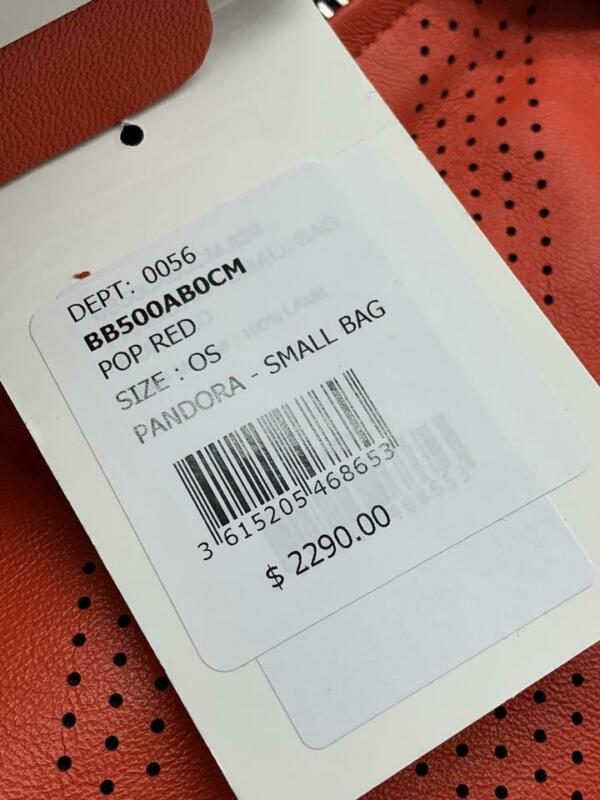 DEPT: 0056
BB500AB0CM
POP RED
SIZE : OS
PANDORA - SMALL BAG
3 615205 468653
$ 2290.00